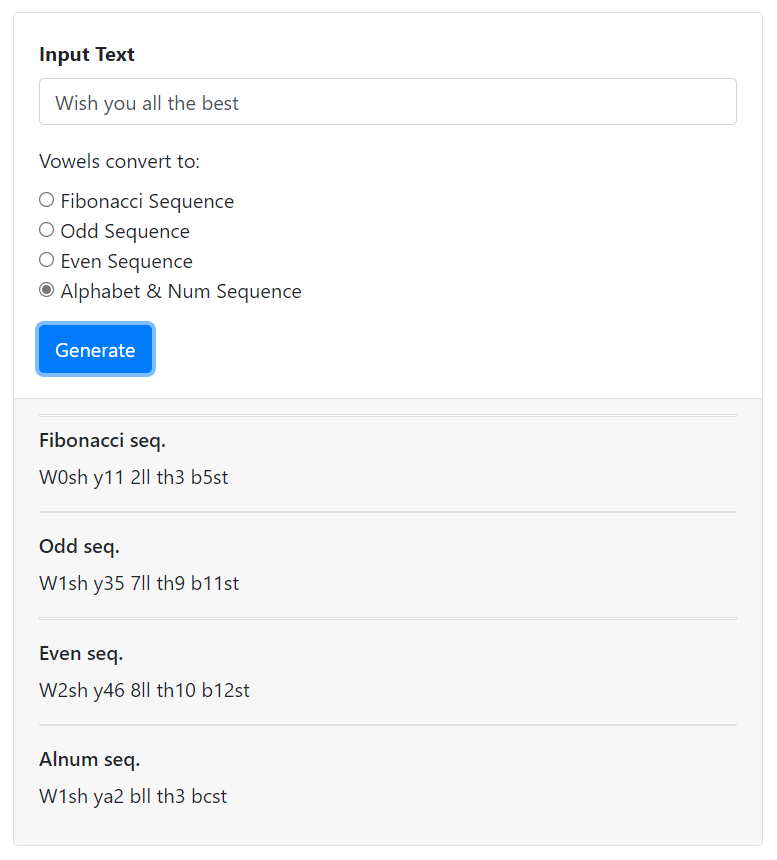 Input Text
Wish you all the best
Vowels convert to:
Fibonacci Sequence
Odd Sequence
Even Sequence
Alphabet & Num Sequence
Generate
Fibonacci seq.
W0sh y11 2ll th3 b5st
Odd seq.
W1sh y35 7ll th9 b11st
Even seq.
W2sh y46 8ll th10 b12st
Alnum seq.
W1sh ya2 bll th3 bcst